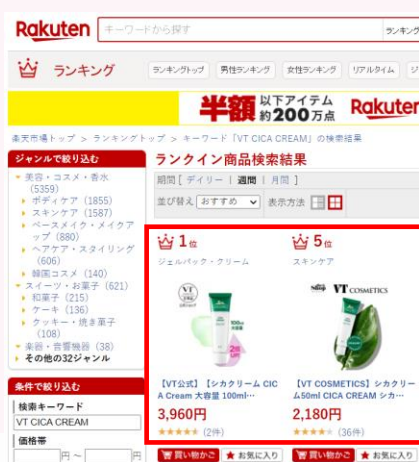 Rakuten
キーワードから探す
ランキング
ランキング
ランキングトップ
男性ランキング
女性ランキング
リアルタイム
半額 以下アイテム 約200万点
Rakuten
楽天市場トップ > ランキングトップ > キーワード「VT CICA CREAM」の検索結果
ジャンルで絞り込む
美容・コスメ・香水
(5359)
ボディケア (1855)
スキンケア (1587)
ベースメイク・メイクア
ップ (880)
ヘアケア・スタイリング
(606)
韓国コスメ (140)
スイーツ・お菓子 (621)
和菓子 (215)
ケーキ (136)
クッキー・焼き菓子
(108)
楽器・音響機器 (38)
その他の32ジャンル
条件で絞り込む
検索キーワード
VT CICA CREAM
価格帯
円 ~ 円
ランクイン商品検索結果
期間 [ デイリー | 週間 | 月間 ]
並び替え おすすめ 表示方法
1位
ジェルパック・クリーム
VT
【VT公式】【シカクリーム CIC
A Cream 大容量 100ml…
3,960円
(2件)
買い物かご
お気に入り
5位
スキンケア
VT COSMETICS
【VT COSMETICS】シカクリー
ム50ml CICA CREAM シカ…
2,180円
(36件)
買い物かご
お気に入り